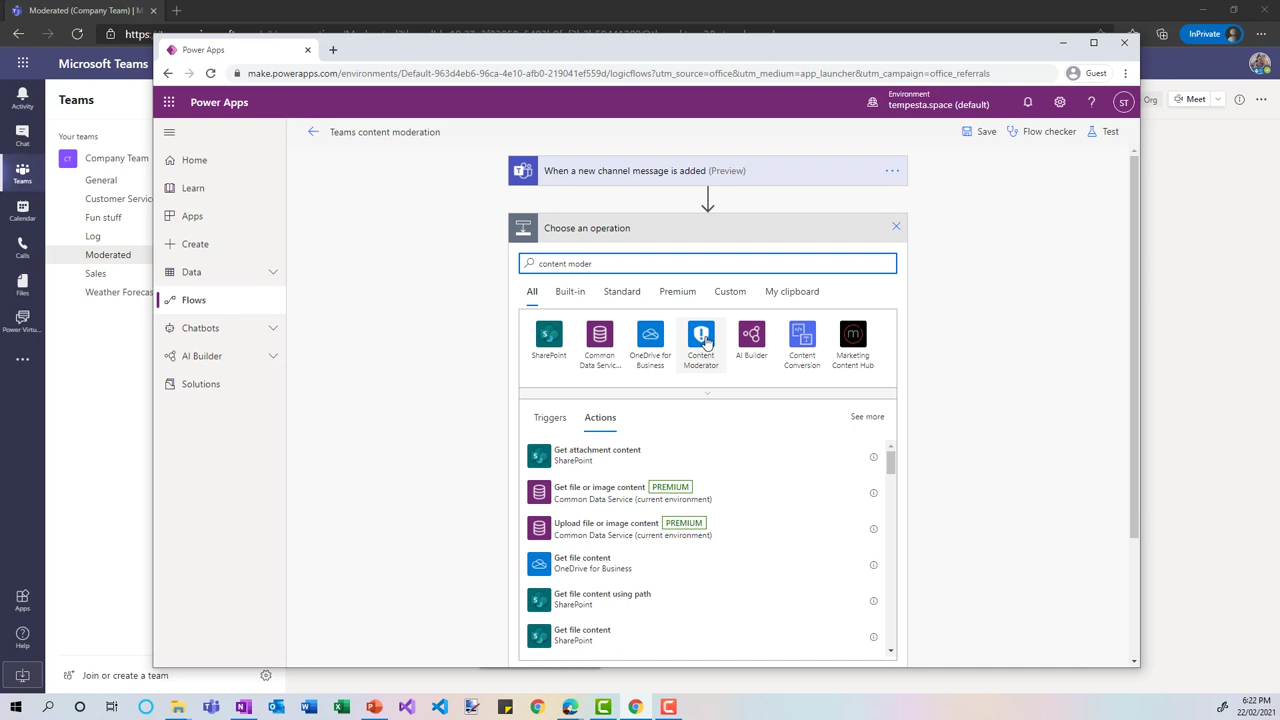 Moderated (Company Team) | M
InPrivate
https:
Power Apps
make.powerapps.com/environments/Default-963d4eb6-96ca-4e10-afb0-219041ef559d/logicflows?utm_source=office&utm_medium=app_launcher&utm_campaign=office_referrals
Guest
Microsoft Teams
Power Apps
Environment
tempesta.space (default)
ST
Teams
Org
Meet
Activity
Chat
Teams
Calendar
Calls
Files
Power Virtu...
Apps
Help
Your teams
CT
Company Team
General
Customer Service
Fun stuff
Log
Moderated
Sales
Weather Forecas
Join or create a team
Home
Learn
Apps
Create
Data
Flows
Chatbots
AI Builder
Solutions
Teams content moderation
Save
Flow checker
Test
When a new channel message is added (Preview)
Choose an operation
content moder
All
Built-in
Standard
Premium
Custom
My clipboard
SharePoint
Common
Data Servic...
OneDrive for
Business
Content
Moderator
AI Builder
Content
Conversion
Marketing
Content Hub
Triggers
Actions
See more
Get attachment content
SharePoint
Get file or image content PREMIUM
Common Data Service (current environment)
Upload file or image content PREMIUM
Common Data Service (current environment)
Get file content
OneDrive for Business
Get file content using path
SharePoint
Get file content
SharePoint
6:22 PM
22/02/2021